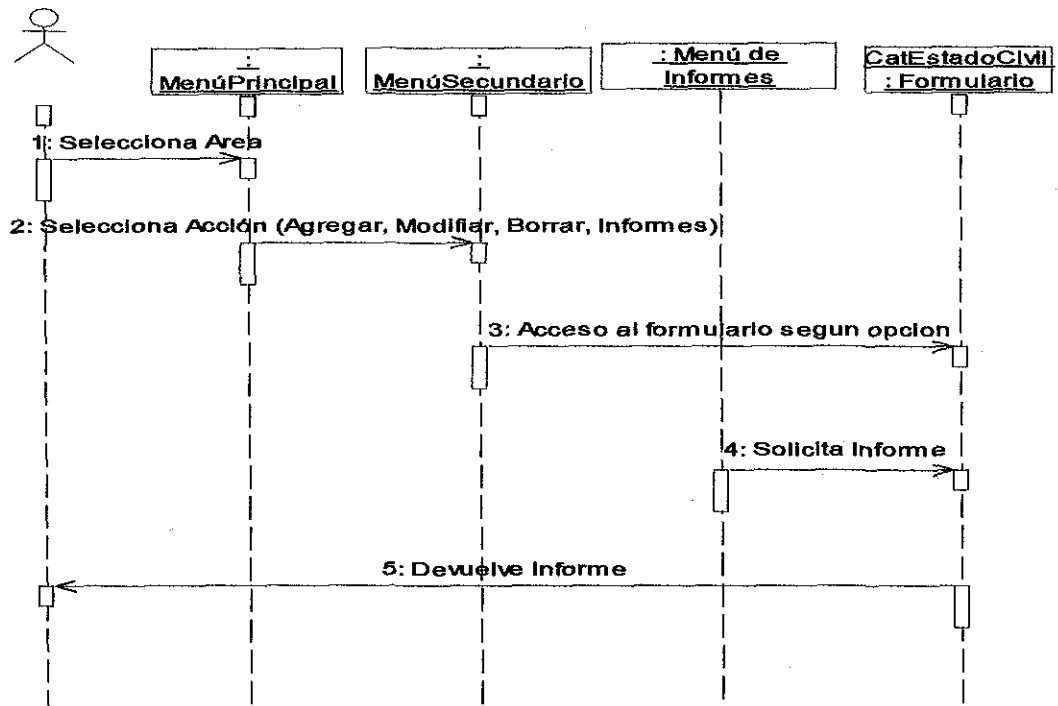 :
MenúPrincipal
:
MenúSecundario
: Menú de
Informes
CatEstadoCivil
: Formulario
1: Selecciona Area
2: Selecciona Acción (Agregar, Modifiar, Borrar, Informes)
3: Acceso al formulario segun opcion
4: Solicita Informe
5: Devuelve Informe